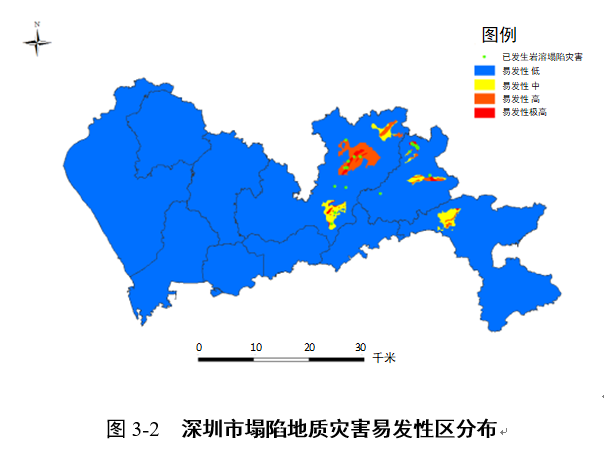 N
图例
已发生岩溶塌陷灾害
易发性 低
易发性 中
易发性 高
易发性极高
0 10 20 30
千米
图 3-2 深圳市塌陷地质灾害易发性区分布